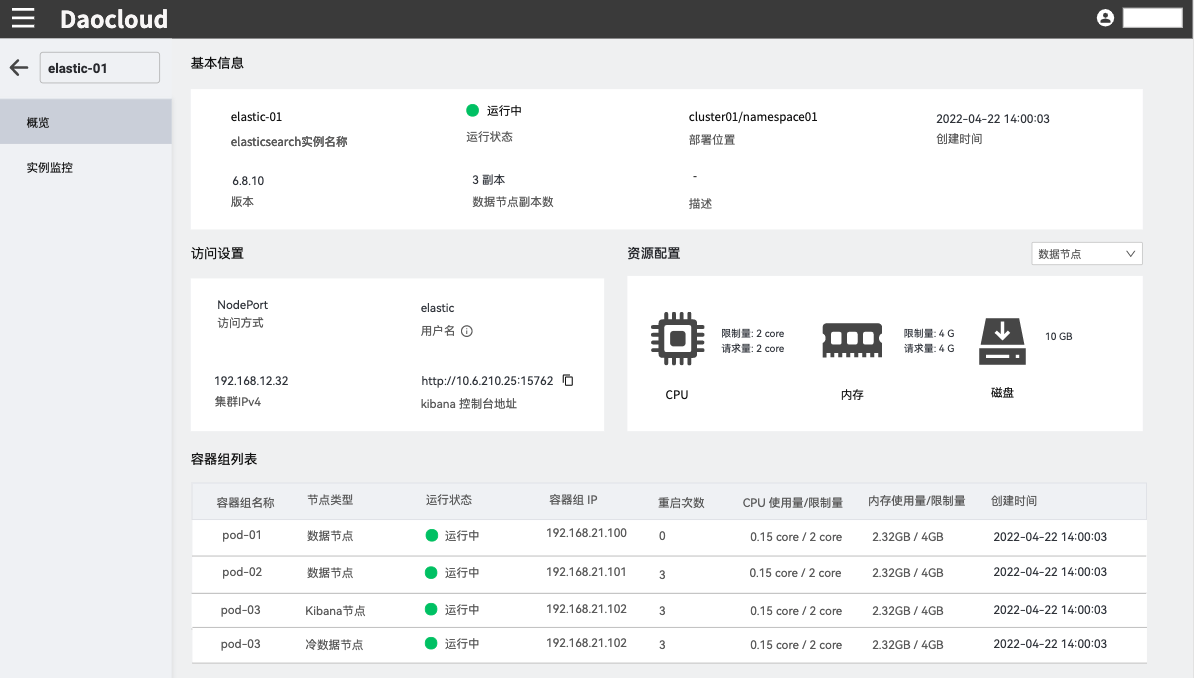 Daocloud
elastic-01
概览
实例监控
基本信息
elastic-01
elasticsearch实例名称
运行中
运行状态
cluster01/namespace01
部署位置
2022-04-22 14:00:03
创建时间
6.8.10
版本
3 副本
数据节点副本数
-
描述
访问设置
NodePort
访问方式
elastic
用户名
192.168.12.32
集群IPv4
http://10.6.210.25:15762
kibana 控制台地址
资源配置
数据节点
限制量: 2 core
请求量: 2 core
CPU
限制量: 4 G
请求量: 4 G
内存
10 GB
磁盘
容器组列表
容器组名称 节点类型 运行状态 容器组 IP 重启次数 CPU 使用量/限制量 内存使用量/限制量 创建时间
pod-01 数据节点 运行中 192.168.21.100 0 0.15 core / 2 core 2.32GB / 4GB 2022-04-22 14:00:03
pod-02 数据节点 运行中 192.168.21.101 3 0.15 core / 2 core 2.32GB / 4GB 2022-04-22 14:00:03
pod-03 Kibana节点 运行中 192.168.21.102 3 0.15 core / 2 core 2.32GB / 4GB 2022-04-22 14:00:03
pod-03 冷数据节点 运行中 192.168.21.102 3 0.15 core / 2 core 2.32GB / 4GB 2022-04-22 14:00:03